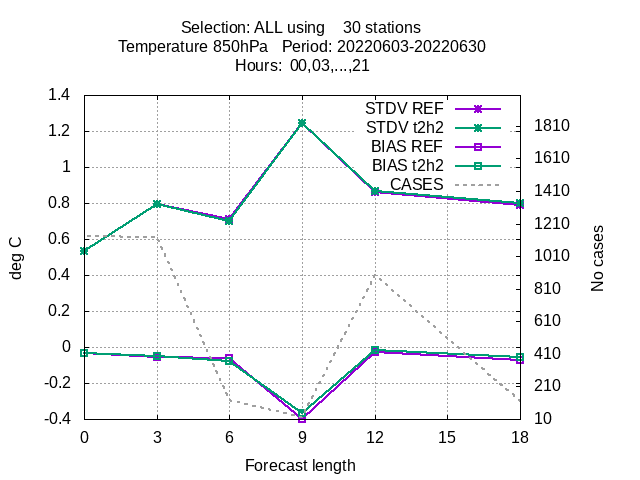 Selection: ALL using    30 stations
Temperature 850hPa   Period: 20220603-20220630
Hours: 00,03,...,21
1.4
1.2
1
0.8
0.6
0.4
0.2
0
-0.2
-0.4
deg C
STDV REF
STDV t2h2
BIAS REF
BIAS t2h2
CASES
1810
1610
1410
1210
1010
810
610
410
210
10
No cases
0 3 6 9 12 15 18
Forecast length